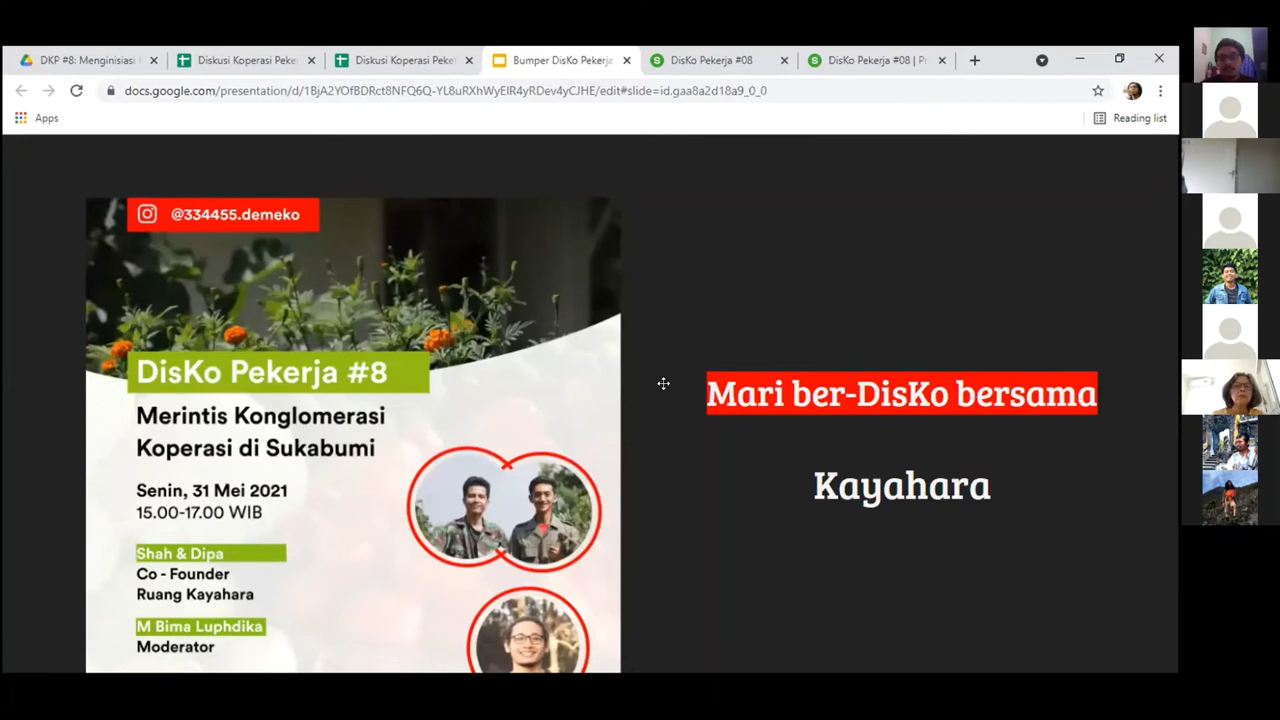 DKP #8: Menginisiasi
Diskusi Koperasi Peke
Diskusi Koperasi Peke
Bumper DisKo Pekerja
DisKo Pekerja #08
DisKo Pekerja #08 | Pr
docs.google.com/presentation/d/1BjA2YOfBDRct8NFQ6Q-YL8uRXhWyElR4yRDev4yCJHE/edit#slide=id.gaa8a2d18a9_0_0
Apps
Reading list
@334455.demeko
DisKo Pekerja #8
Merintis Konglomerasi
Koperasi di Sukabumi
Senin, 31 Mei 2021
15.00-17.00 WIB
Shah & Dipa
Co - Founder
Ruang Kayahara
M Bima Luphdika
Moderator
Mari ber-DisKo bersama
Kayahara